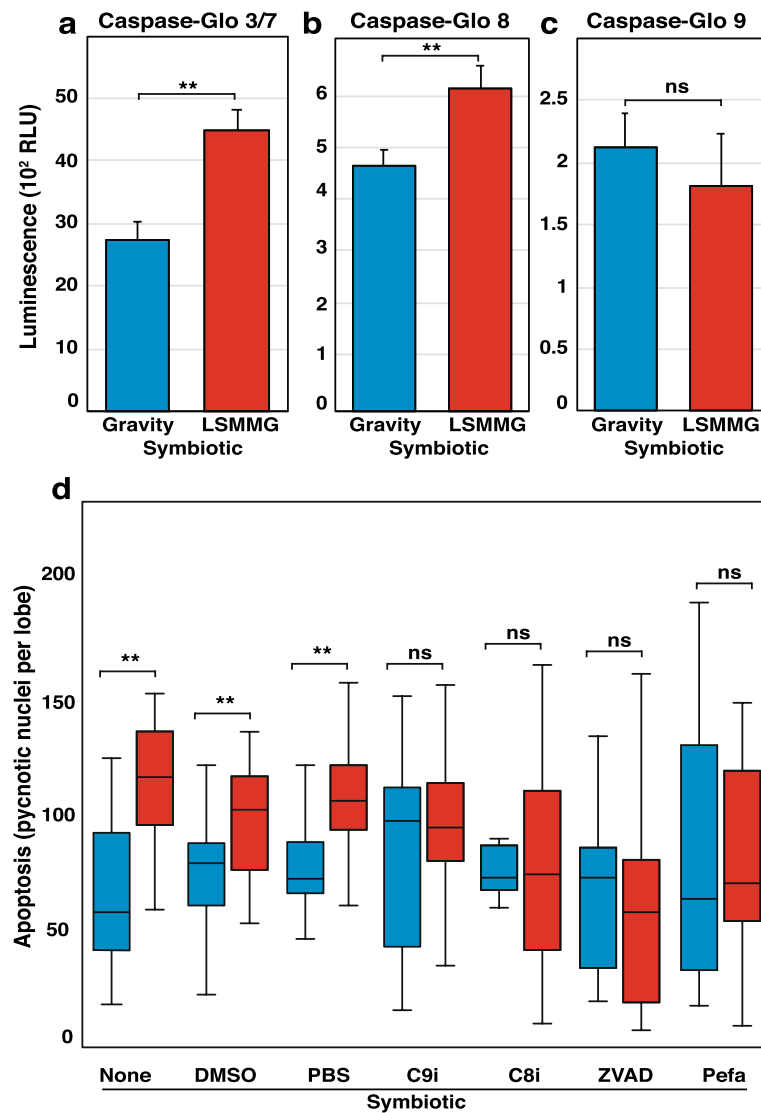 a Caspase-Glo 3/7
b Caspase-Glo 8
c Caspase-Glo 9
Luminescence (10² RLU)
50
40
30
20
10
0
**
Gravity LSMMG
Symbiotic
6
5
4
3
2
1
0
**
Gravity LSMMG
Symbiotic
2.5
2
1.5
1
0.5
0
ns
Gravity LSMMG
Symbiotic
d
Apoptosis (pycnotic nuclei per lobe)
200
150
100
50
0
** ** ** ns ns ns ns
None DMSO PBS C9i C8i ZVAD Pefa
Symbiotic